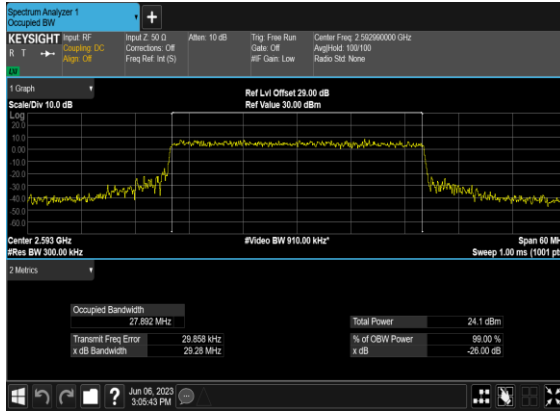 Spectrum Analyzer 1
Occupied BW
+
KEYSIGHT Input: RF Input Z: 50 Ω Atten: 10 dB Trig: Free Run Center Freq: 2.592990000 GHz
R T Coupling: DC Corrections: Off Gate: Off Avg|Hold: 100/100
Align: Off Freq Ref: Int (S) #IF Gain: Low Radio Std: None
LV
1 Graph Ref Lvl Offset 29.00 dB
Scale/Div 10.0 dB Ref Value 30.00 dBm
Log
20.0
10.0
0.00
-10.0
-20.0
-30.0
-40.0
-50.0
-60.0
Center 2.593 GHz #Video BW 910.00 kHz* Span 60 MH
#Res BW 300.00 kHz Sweep 1.00 ms (1001 pt
2 Metrics
Occupied Bandwidth
27.892 MHz Total Power 24.1 dBm
Transmit Freq Error 29.858 kHz % of OBW Power 99.00 %
x dB Bandwidth 29.28 MHz x dB -26.00 dB
? Jun 06, 2023
3:05:43 PM